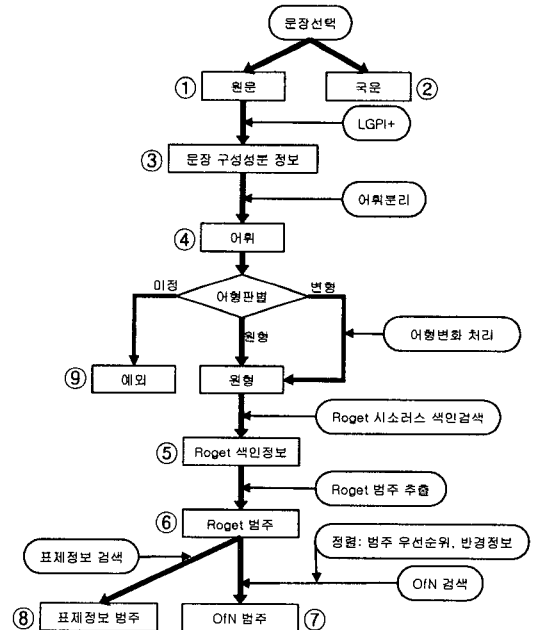 문장선택
① 원문
국문 ②
LGPI+
③ 문장 구성성분 정보
어휘분리
④ 어휘
미정
어형판별
변형
원형
어형변화 처리
⑨ 예외
원형
Roget 시소러스 색인검색
⑤ Roget 색인정보
Roget 범주 추출
⑥ Roget 범주
표제정보 검색
정렬: 범주 우선순위, 반경정보
OfN 검색
⑧ 표제정보 범주
OfN 범주 ⑦